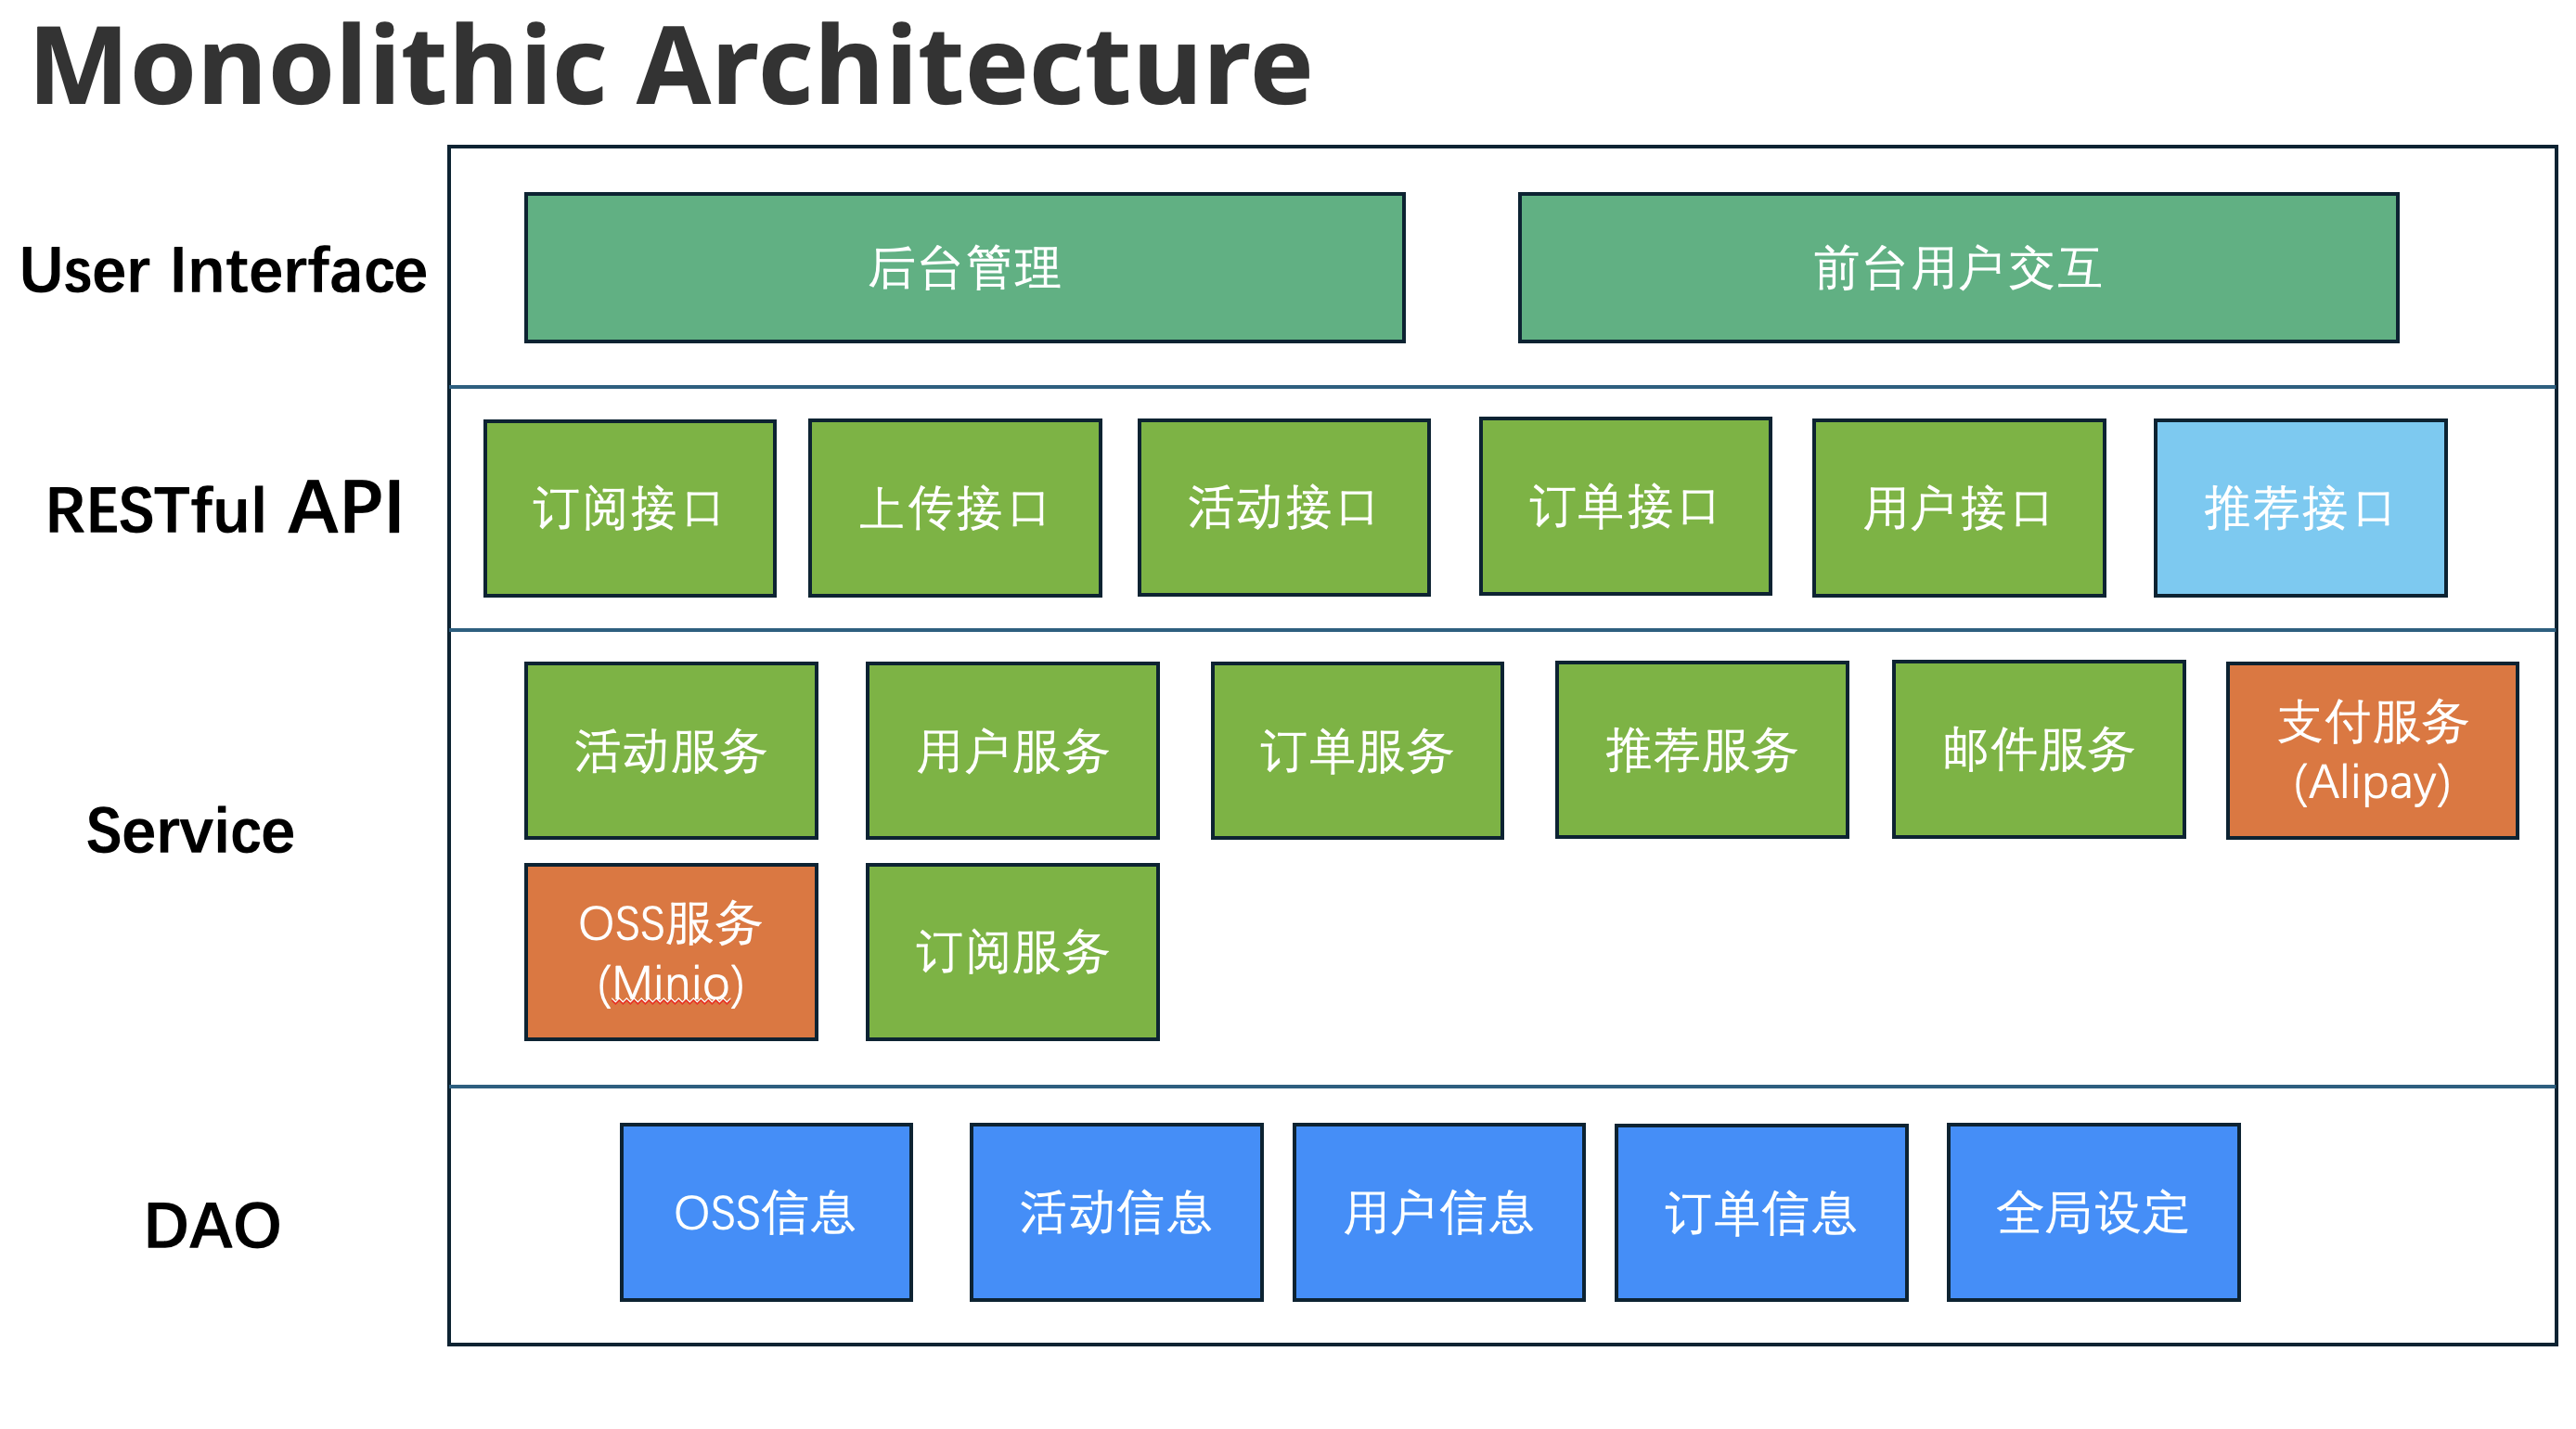 Monolithic Architecture
User Interface
后台管理
前台用户交互
RESTful API
订阅接口
上传接口
活动接口
订单接口
用户接口
推荐接口
Service
活动服务
用户服务
订单服务
推荐服务
邮件服务
支付服务
(Alipay)
OSS服务
(Minio)
订阅服务
DAO
OSS信息
活动信息
用户信息
订单信息
全局设定